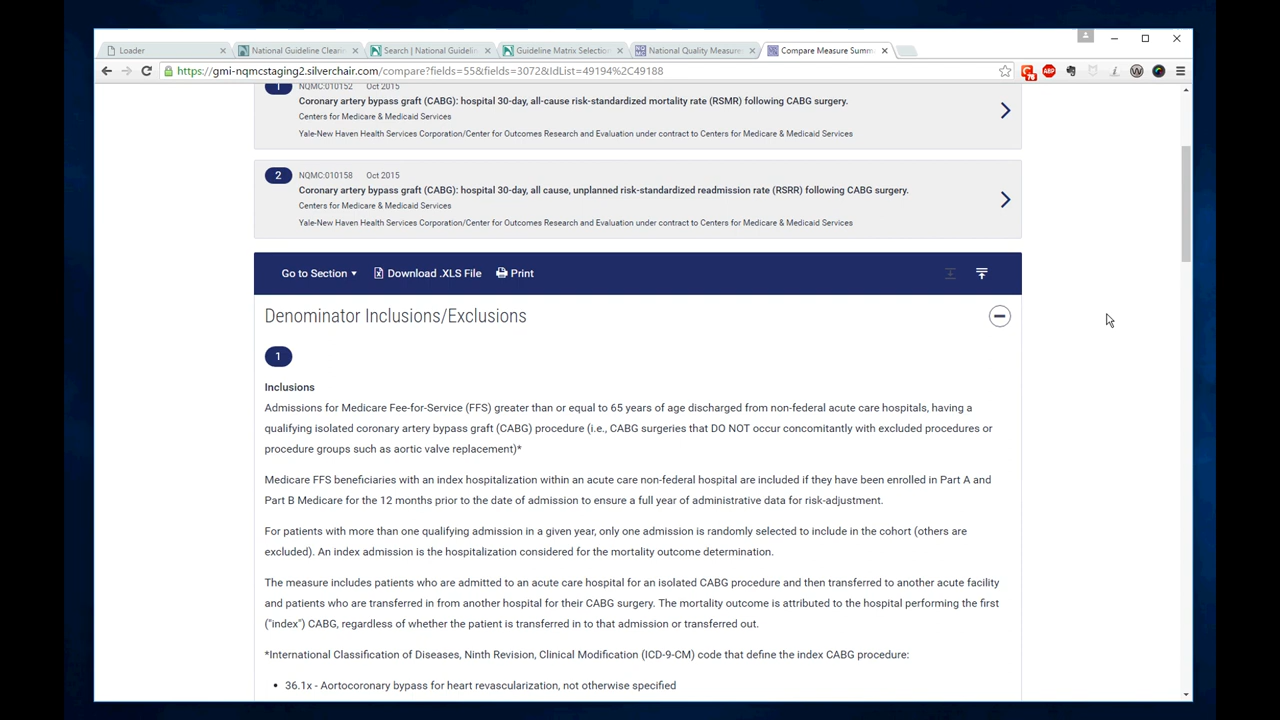 Loader
National Guideline Clearin
Search | National Guidelin
Guideline Matrix Selection
National Quality Measure
Compare Measure Summ
https://gmi-nqmcstaging2.silverchair.com/compare?fields=55&fields=3072&IdList=49194%2C49188
1 NQMC:010152 Oct 2015
Coronary artery bypass graft (CABG): hospital 30-day, all-cause risk-standardized mortality rate (RSMR) following CABG surgery.
Centers for Medicare & Medicaid Services
Yale-New Haven Health Services Corporation/Center for Outcomes Research and Evaluation under contract to Centers for Medicare & Medicaid Services
2 NQMC:010158 Oct 2015
Coronary artery bypass graft (CABG): hospital 30-day, all cause, unplanned risk-standardized readmission rate (RSRR) following CABG surgery.
Centers for Medicare & Medicaid Services
Yale-New Haven Health Services Corporation/Center for Outcomes Research and Evaluation under contract to Centers for Medicare & Medicaid Services
Go to Section Download .XLS File Print
Denominator Inclusions/Exclusions
1
Inclusions
Admissions for Medicare Fee-for-Service (FFS) greater than or equal to 65 years of age discharged from non-federal acute care hospitals, having a
qualifying isolated coronary artery bypass graft (CABG) procedure (i.e., CABG surgeries that DO NOT occur concomitantly with excluded procedures or
procedure groups such as aortic valve replacement)*
Medicare FFS beneficiaries with an index hospitalization within an acute care non-federal hospital are included if they have been enrolled in Part A and
Part B Medicare for the 12 months prior to the date of admission to ensure a full year of administrative data for risk-adjustment.
For patients with more than one qualifying admission in a given year, only one admission is randomly selected to include in the cohort (others are
excluded). An index admission is the hospitalization considered for the mortality outcome determination.
The measure includes patients who are admitted to an acute care hospital for an isolated CABG procedure and then transferred to another acute facility
and patients who are transferred in from another hospital for their CABG surgery. The mortality outcome is attributed to the hospital performing the first
("index") CABG, regardless of whether the patient is transferred in to that admission or transferred out.
*International Classification of Diseases, Ninth Revision, Clinical Modification (ICD-9-CM) code that define the index CABG procedure:
• 36.1x - Aortocoronary bypass for heart revascularization, not otherwise specified